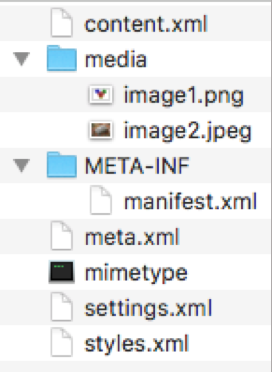 content.xml
media
image1.png
image2.jpeg
META-INF
manifest.xml
meta.xml
mimetype
settings.xml
styles.xml